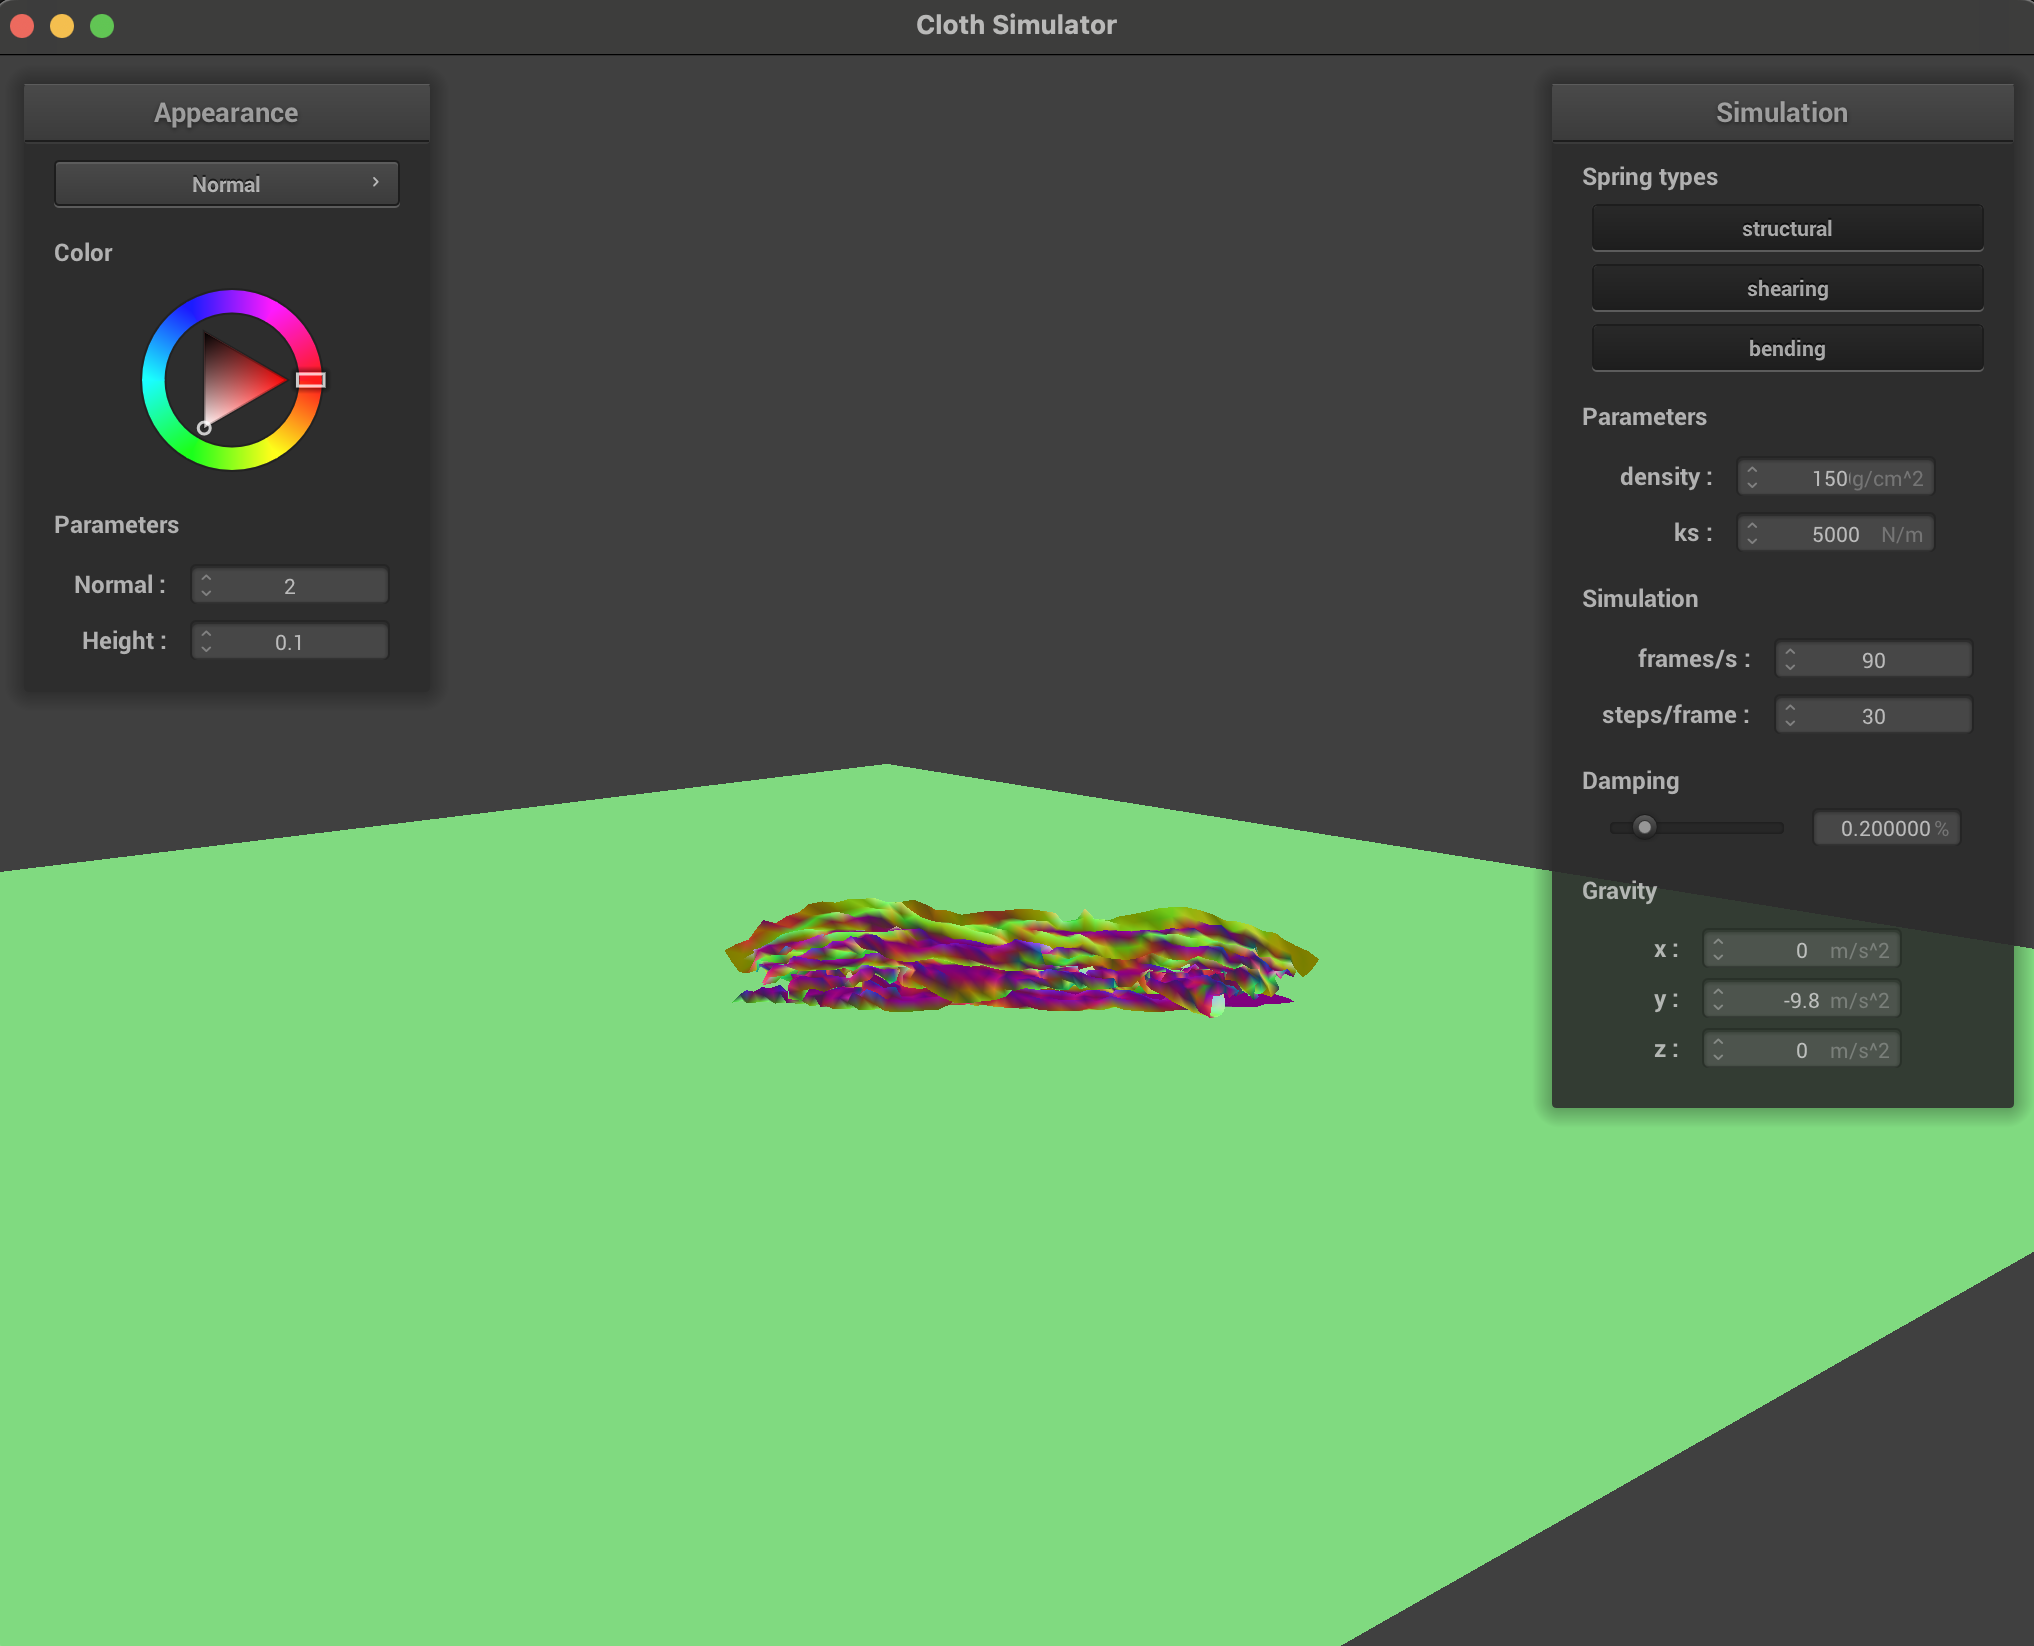 Cloth Simulator
Appearance
Normal
Color
Parameters
Normal :
2
Height :
0.1
Simulation
Spring types
structural
shearing
bending
Parameters
density :
150 g/cm^2
ks :
5000 N/m
Simulation
frames/s :
90
steps/frame :
30
Damping
0.200000 %
Gravity
x :
0 m/s^2
y :
-9.8 m/s^2
z :
0 m/s^2